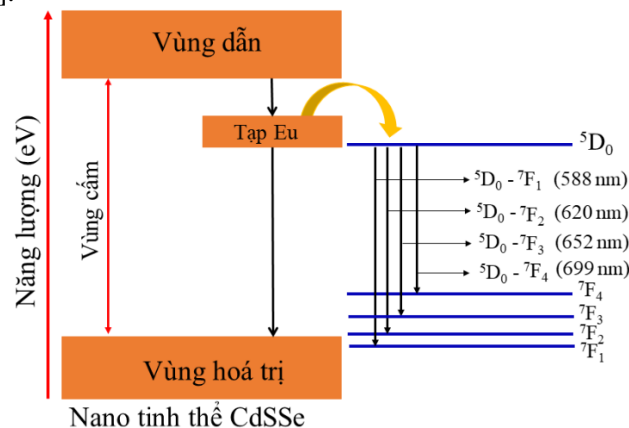 Vùng dẫn
Tạp Eu
Năng lượng (eV)
Vùng cấm
⁵D₀
⁵D₀ - ⁷F₁ (588 nm)
⁵D₀ - ⁷F₂ (620 nm)
⁵D₀ - ⁷F₃ (652 nm)
⁵D₀ - ⁷F₄ (699 nm)
⁷F₄
⁷F₃
⁷F₂
⁷F₁
Vùng hoá trị
Nano tinh thể CdSSe